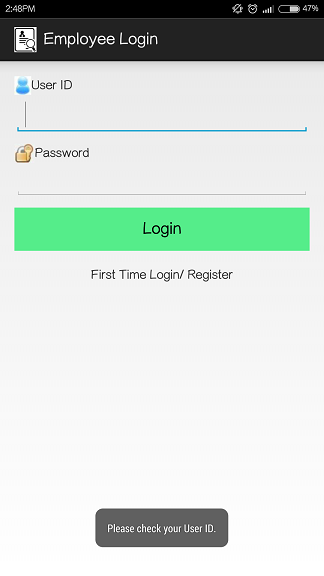 2:48PM 47%
Employee Login
User ID
Password
Login
First Time Login/ Register
Please check your User ID.